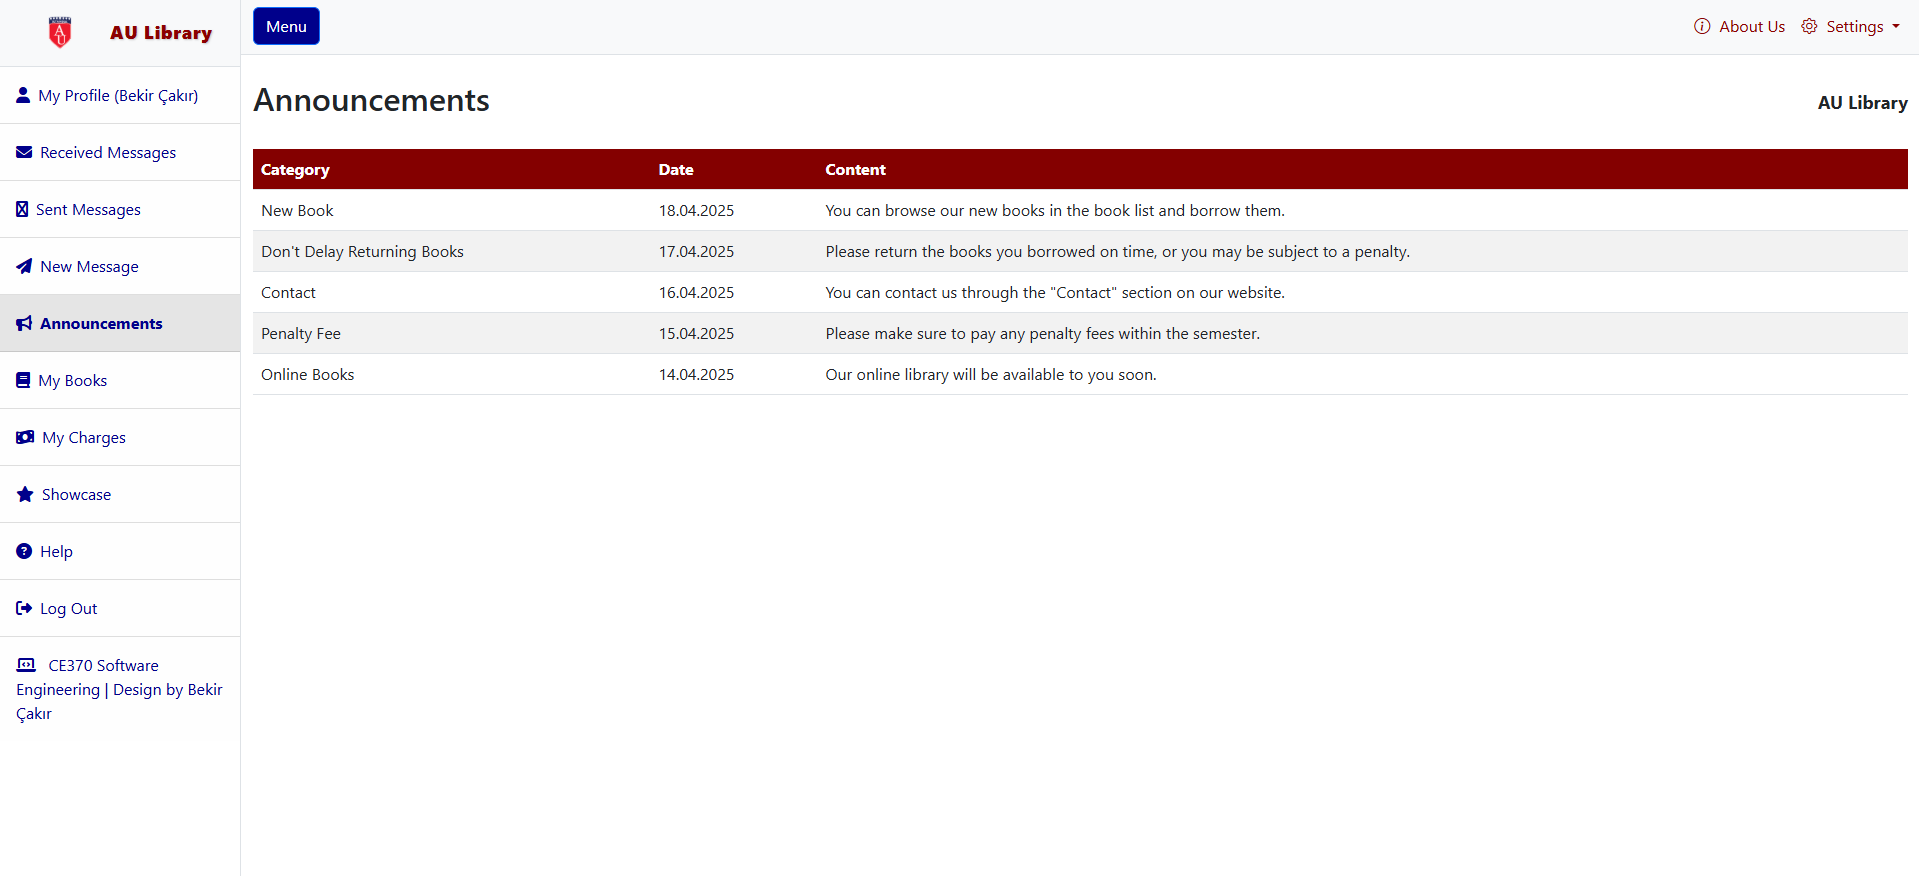 AU Library
Menu
About Us
Settings
My Profile (Bekir Çakır)
Received Messages
Sent Messages
New Message
Announcements
My Books
My Charges
Showcase
Help
Log Out
CE370 Software
Engineering | Design by Bekir
Çakır
Announcements
AU Library
Category Date Content
New Book 18.04.2025 You can browse our new books in the book list and borrow them.
Don't Delay Returning Books 17.04.2025 Please return the books you borrowed on time, or you may be subject to a penalty.
Contact 16.04.2025 You can contact us through the "Contact" section on our website.
Penalty Fee 15.04.2025 Please make sure to pay any penalty fees within the semester.
Online Books 14.04.2025 Our online library will be available to you soon.